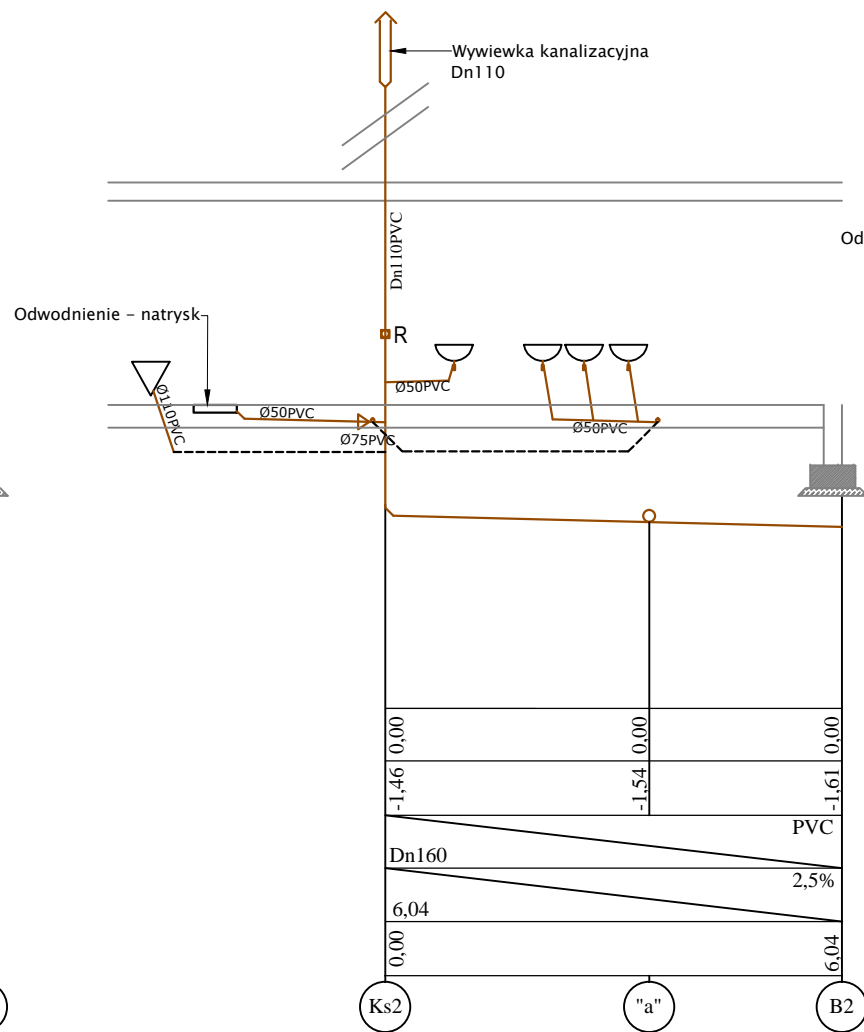 Wywiewka kanalizacyjna
Dn110
Dn110PVC
Od
Odwodnienie – natrysk
R
Ø110PVC
Ø50PVC
Ø50PVC
Ø75PVC
Ø50PVC
0,00
0,00
0,00
-1,46
-1,54
-1,61
PVC
Dn160
2,5%
6,04
0,00
6,04
Ks2
"a"
B2